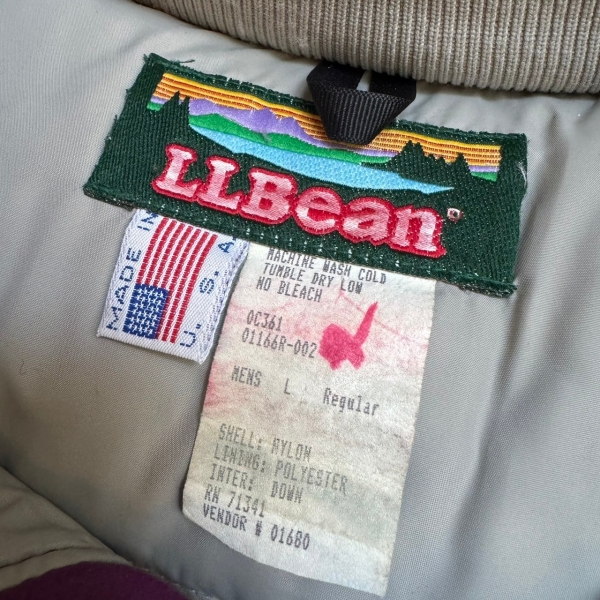 LLBean®
MADE IN
U. S. A
MACHINE WASH COLD
TUMBLE DRY LOW
NO BLEACH
OC361
01166R-002
MENS L Regular
SHELL: NYLON
LINING: POLYESTER
INTER: DOWN
RN 71341
VENDOR # 01680